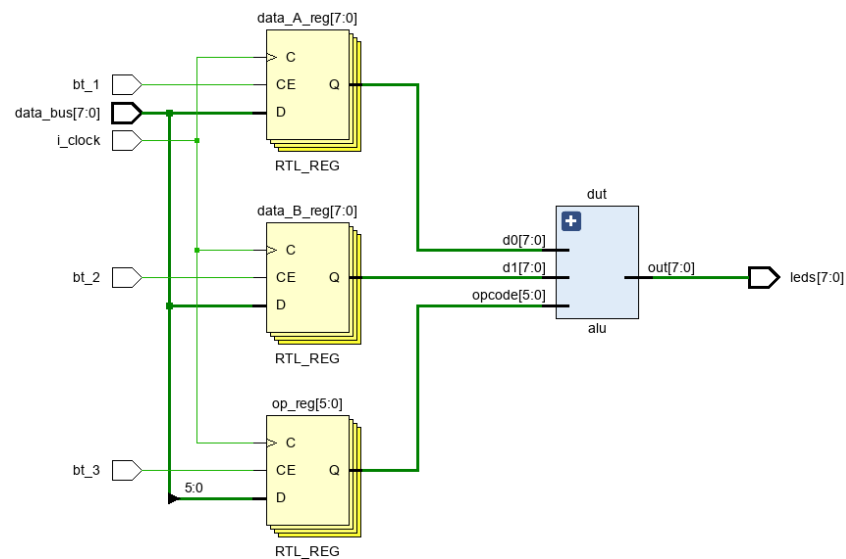 data_A_reg[7:0]
C
bt_1
CE
Q
data_bus[7:0]
D
i_clock
RTL_REG
dut
data_B_reg[7:0]
d0[7:0]
C
bt_2
CE
Q
d1[7:0]
out[7:0]
leds[7:0]
D
opcode[5:0]
alu
RTL_REG
op_reg[5:0]
C
bt_3
CE
Q
5:0
D
RTL_REG